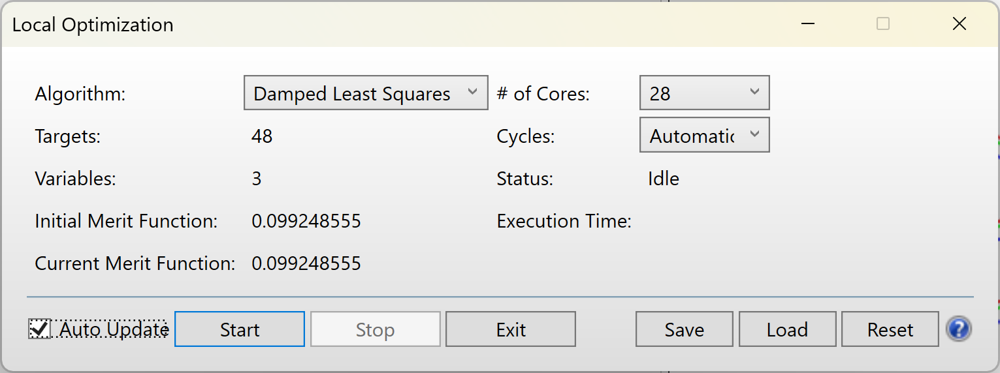 Local Optimization
Algorithm: Damped Least Squares # of Cores: 28
Targets: 48 Cycles: Automatic
Variables: 3 Status: Idle
Initial Merit Function: 0.099248555 Execution Time:
Current Merit Function: 0.099248555
Auto Update Start Stop Exit Save Load Reset ?